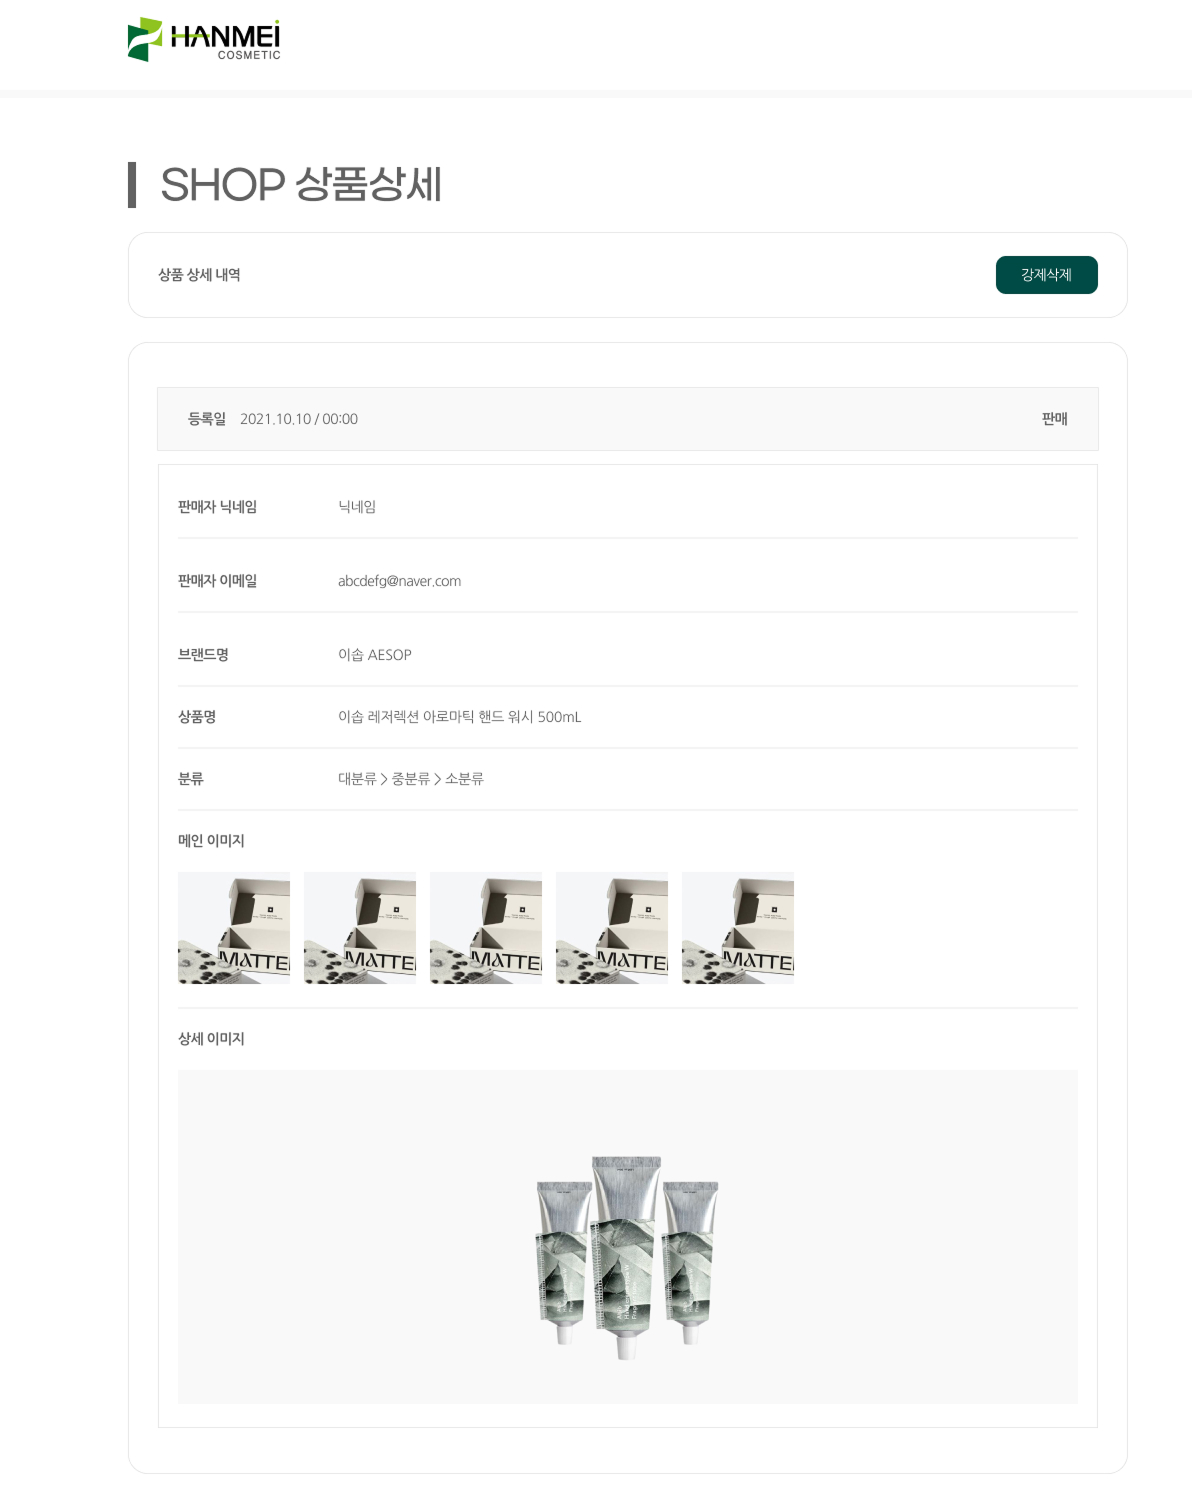 HANMEi
COSMETIC
SHOP 상품상세
상품 상세 내역
강제삭제
등록일 2021.10.10 / 00:00
판매
판매자 닉네임 닉네임
판매자 이메일 abcdefg@naver.com
브랜드명 이솝 AESOP
상품명 이솝 레저렉션 아로마틱 핸드 워시 500mL
분류 대분류 > 중분류 > 소분류
메인 이미지
MATTE MATTE MATTE MATTE MATTE
상세 이미지